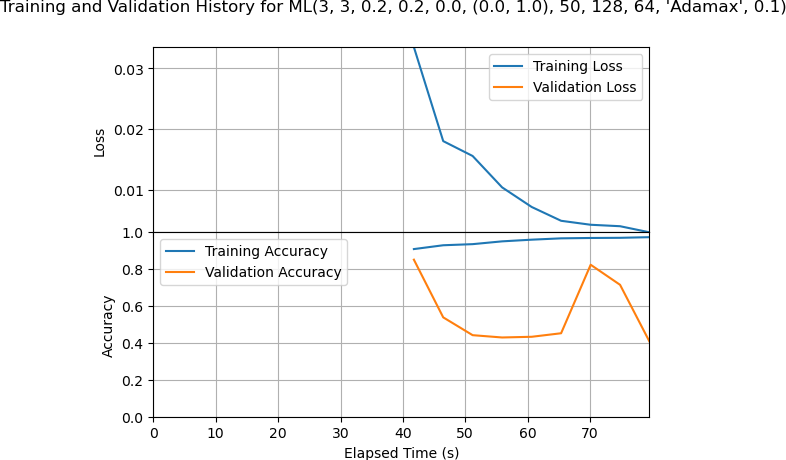 Training and Validation History for ML(3, 3, 0.2, 0.2, 0.0, (0.0, 1.0), 50, 128, 64, 'Adamax', 0.1)
Training Loss
Validation Loss
0.03
0.02
0.01
Loss
Training Accuracy
Validation Accuracy
1.0
0.8
0.6
0.4
0.2
0.0
Accuracy
0 10 20 30 40 50 60 70
Elapsed Time (s)